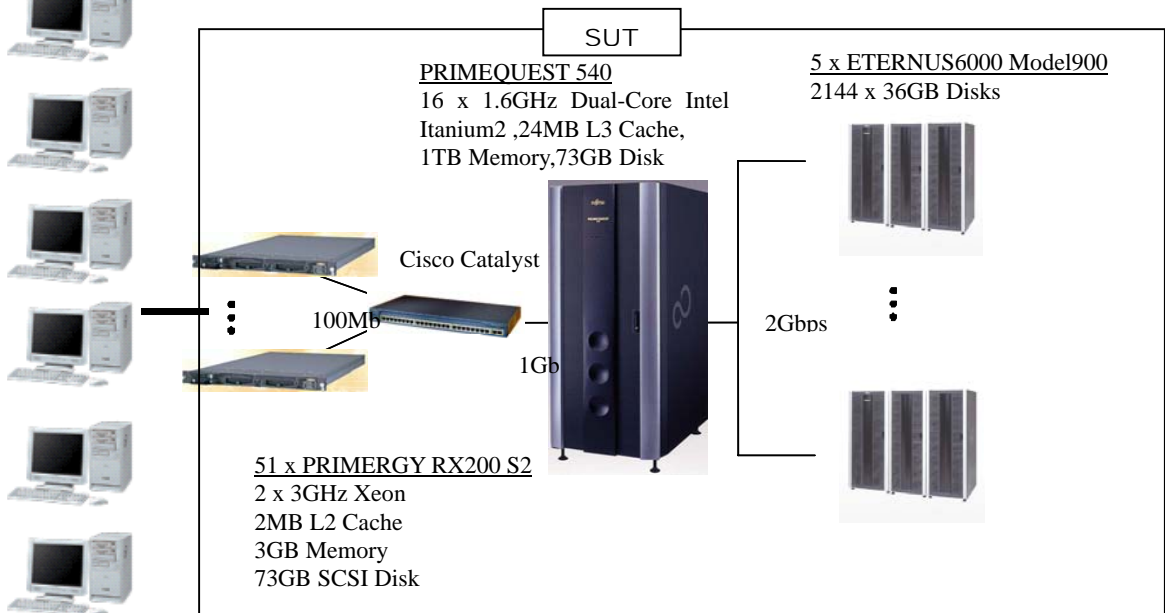 SUT
PRIMEQUEST 540
16 x 1.6GHz Dual-Core Intel
Itanium2 ,24MB L3 Cache,
1TB Memory,73GB Disk
5 x ETERNUS6000 Model900
2144 x 36GB Disks
Cisco Catalyst
100Mb
1Gb
2Gbps
51 x PRIMERGY RX200 S2
2 x 3GHz Xeon
2MB L2 Cache
3GB Memory
73GB SCSI Disk